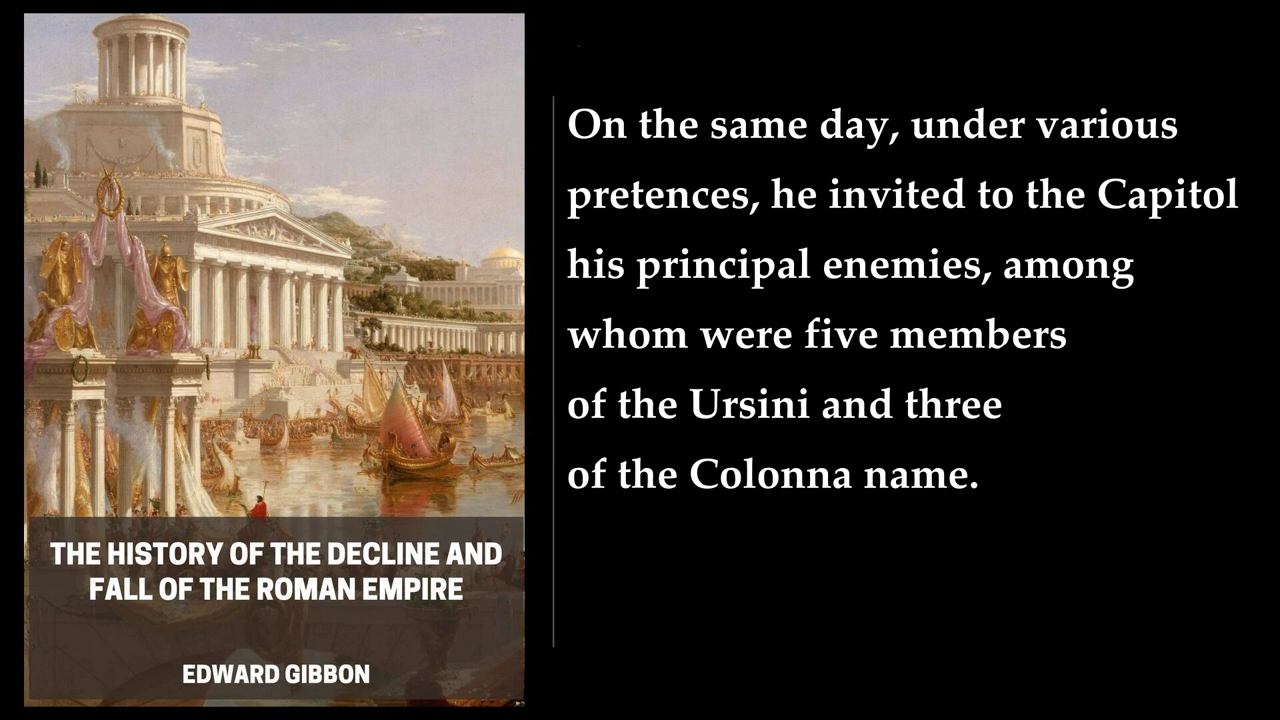 On the same day, under various
pretences, he invited to the Capitol
his principal enemies, among
whom were five members
of the Ursini and three
of the Colonna name.
THE HISTORY OF THE DECLINE AND
FALL OF THE ROMAN EMPIRE
EDWARD GIBBON